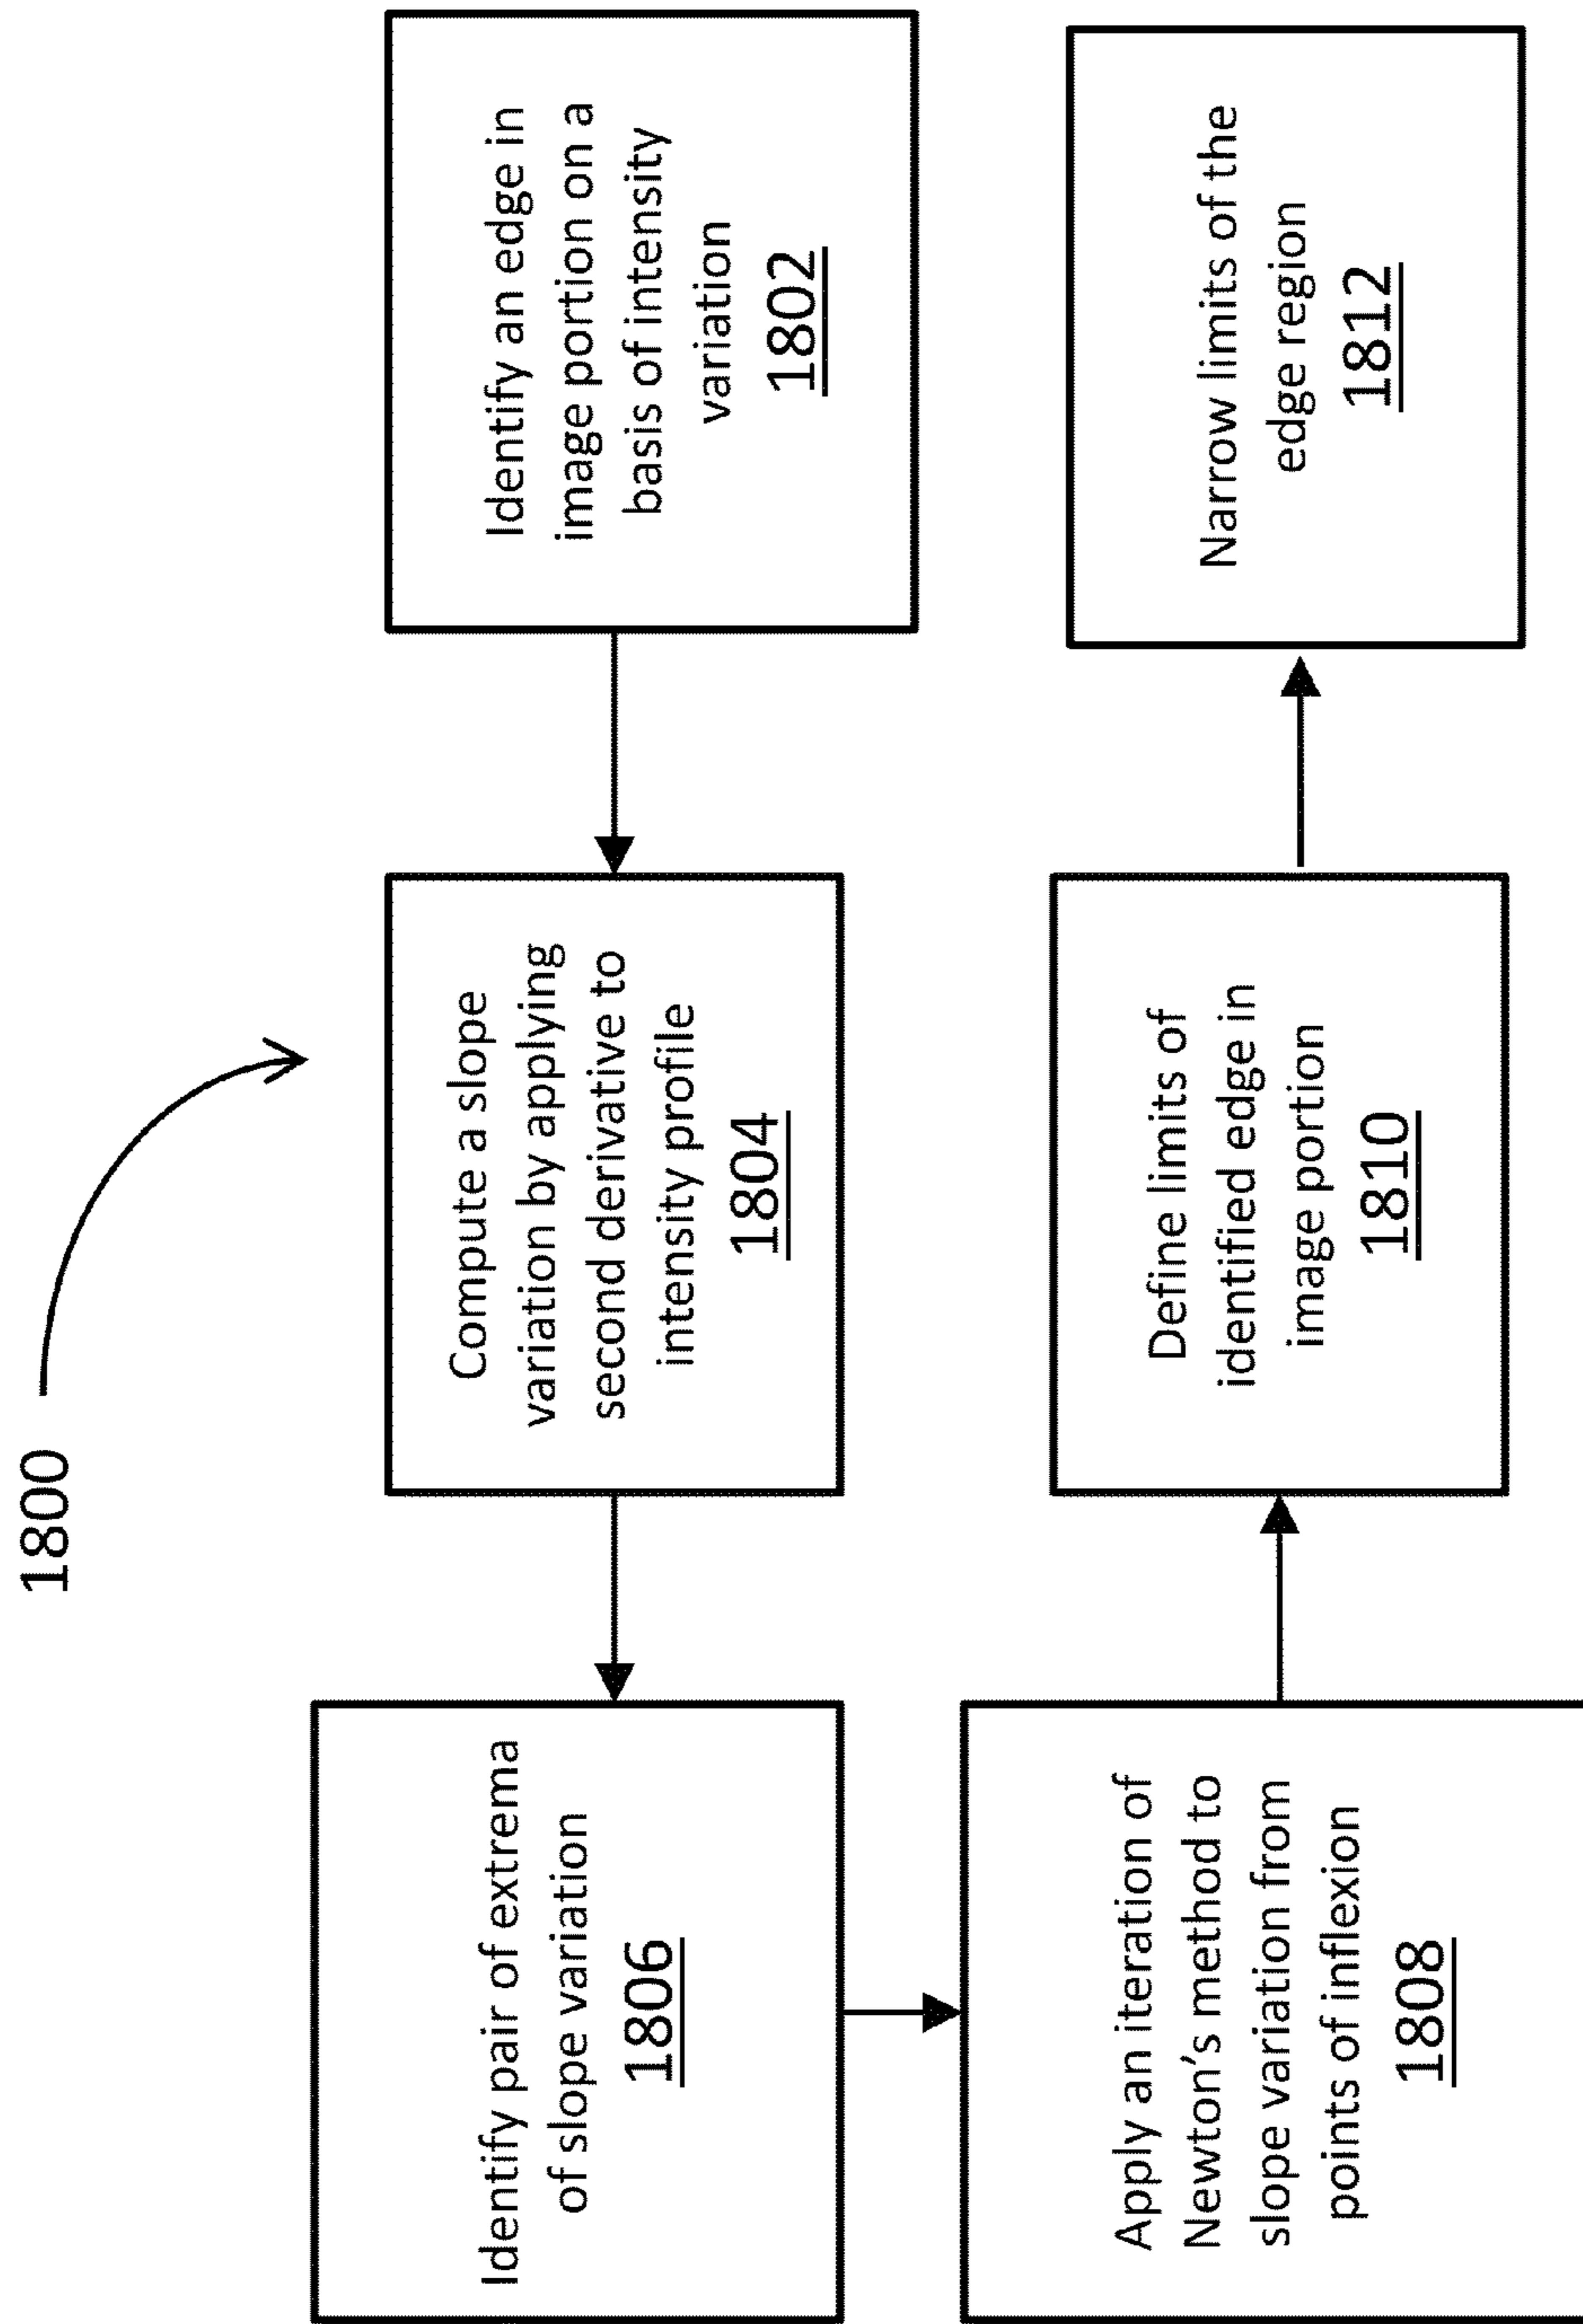 1800
Identify an edge in
image portion on a
basis of intensity
variation
1802
Compute a slope
variation by applying
second derivative to
intensity profile
1804
Identify pair of extrema
of slope variation
1806
Apply an iteration of
Newton’s method to
slope variation from
points of inflexion
1808
Define limits of
identified edge in
image portion
1810
Narrow limits of the
edge region
1812